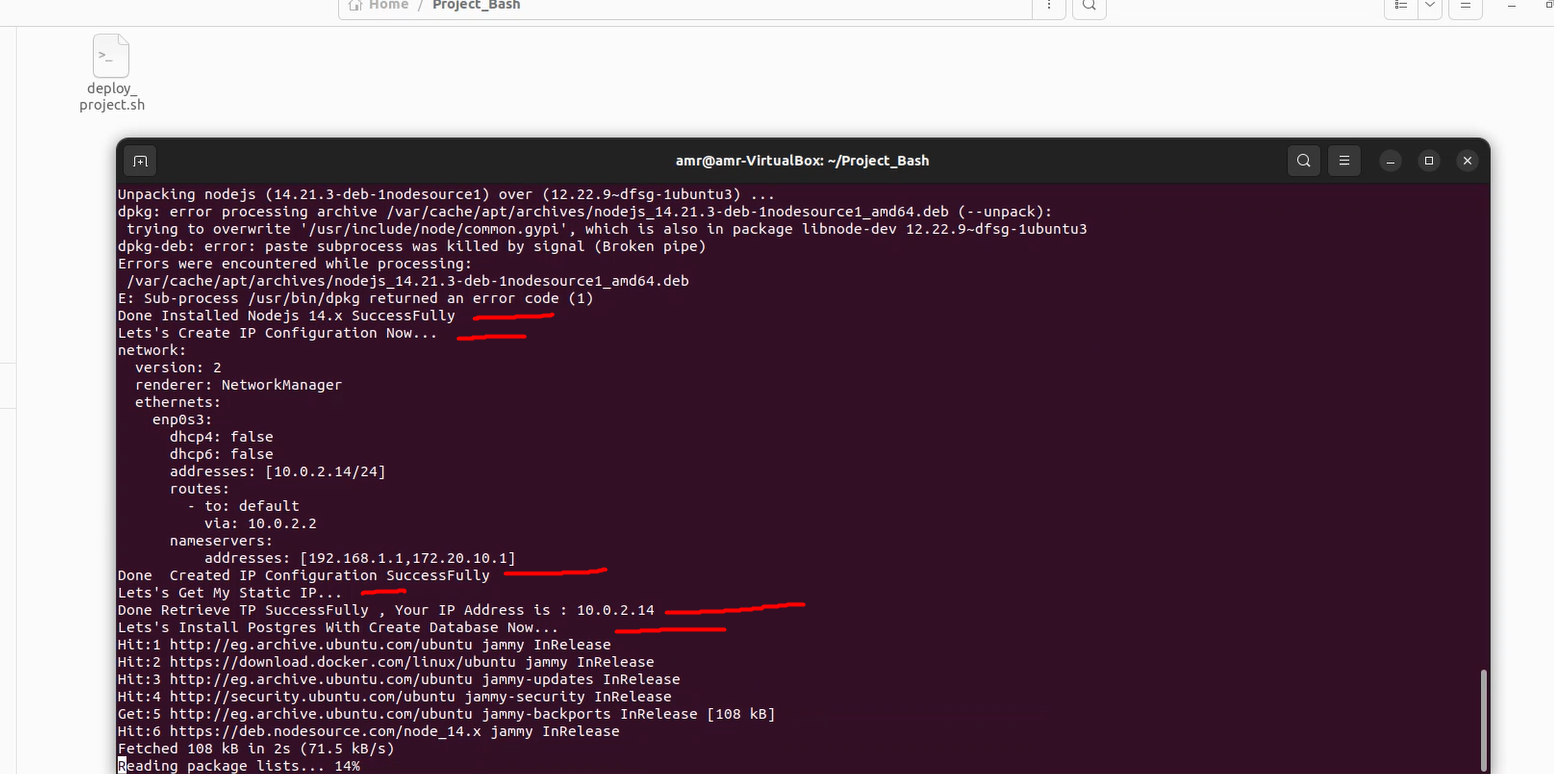 Home / Project_Bash
deploy_
project.sh
amr@amr-VirtualBox: ~/Project_Bash
Unpacking nodejs (14.21.3-deb-1nodesource1) over (12.22.9~dfsg-1ubuntu3) ...
dpkg: error processing archive /var/cache/apt/archives/nodejs_14.21.3-deb-1nodesource1_amd64.deb (--unpack):
 trying to overwrite '/usr/include/node/common.gypi', which is also in package libnode-dev 12.22.9~dfsg-1ubuntu3
dpkg-deb: error: paste subprocess was killed by signal (Broken pipe)
Errors were encountered while processing:
 /var/cache/apt/archives/nodejs_14.21.3-deb-1nodesource1_amd64.deb
E: Sub-process /usr/bin/dpkg returned an error code (1)
Done Installed Nodejs 14.x SuccessFully
Lets's Create IP Configuration Now...
network:
  version: 2
  renderer: NetworkManager
  ethernets:
    enp0s3:
      dhcp4: false
      dhcp6: false
      addresses: [10.0.2.14/24]
      routes:
        - to: default
          via: 10.0.2.2
      nameservers:
          addresses: [192.168.1.1,172.20.10.1]
Done  Created IP Configuration SuccessFully
Lets's Get My Static IP...
Done Retrieve TP SuccessFully , Your IP Address is : 10.0.2.14
Lets's Install Postgres With Create Database Now...
Hit:1 http://eg.archive.ubuntu.com/ubuntu jammy InRelease
Hit:2 https://download.docker.com/linux/ubuntu jammy InRelease
Hit:3 http://eg.archive.ubuntu.com/ubuntu jammy-updates InRelease
Hit:4 http://security.ubuntu.com/ubuntu jammy-security InRelease
Get:5 http://eg.archive.ubuntu.com/ubuntu jammy-backports InRelease [108 kB]
Hit:6 https://deb.nodesource.com/node_14.x jammy InRelease
Fetched 108 kB in 2s (71.5 kB/s)
Reading package lists... 14%